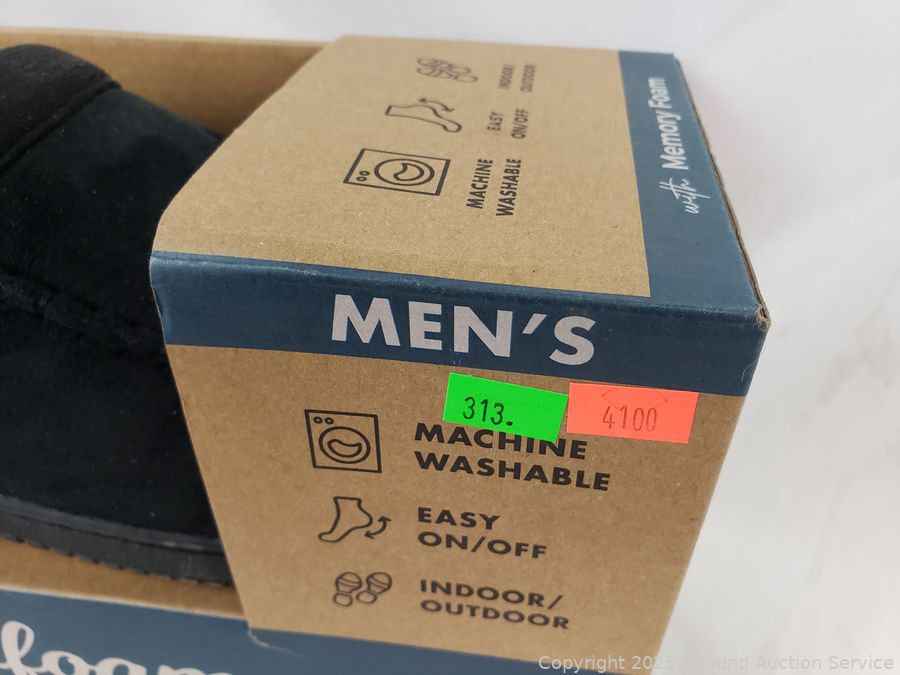 INDOOR/
OUTDOOR
EASY
ON/OFF
MACHINE
WASHABLE
with Memory Foam
MEN'S
313.
4100
MACHINE
WASHABLE
EASY
ON/OFF
INDOOR/
OUTDOOR
foam
Copyright 2025 - Sound Auction Service